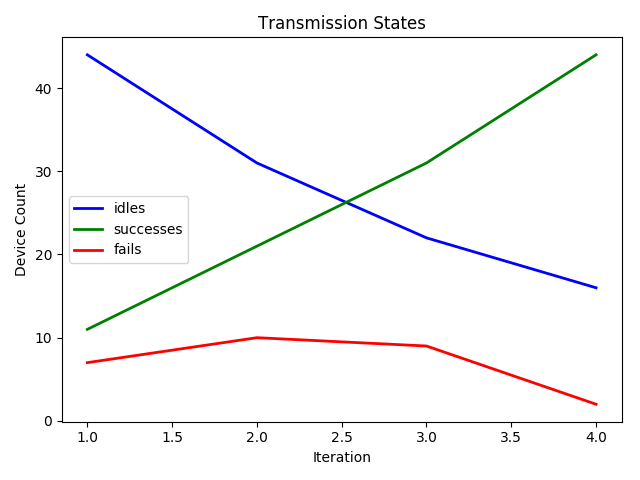 Transmission States
Device Count
40
30
20
10
0
idles
successes
fails
1.0 1.5 2.0 2.5 3.0 3.5 4.0
Iteration